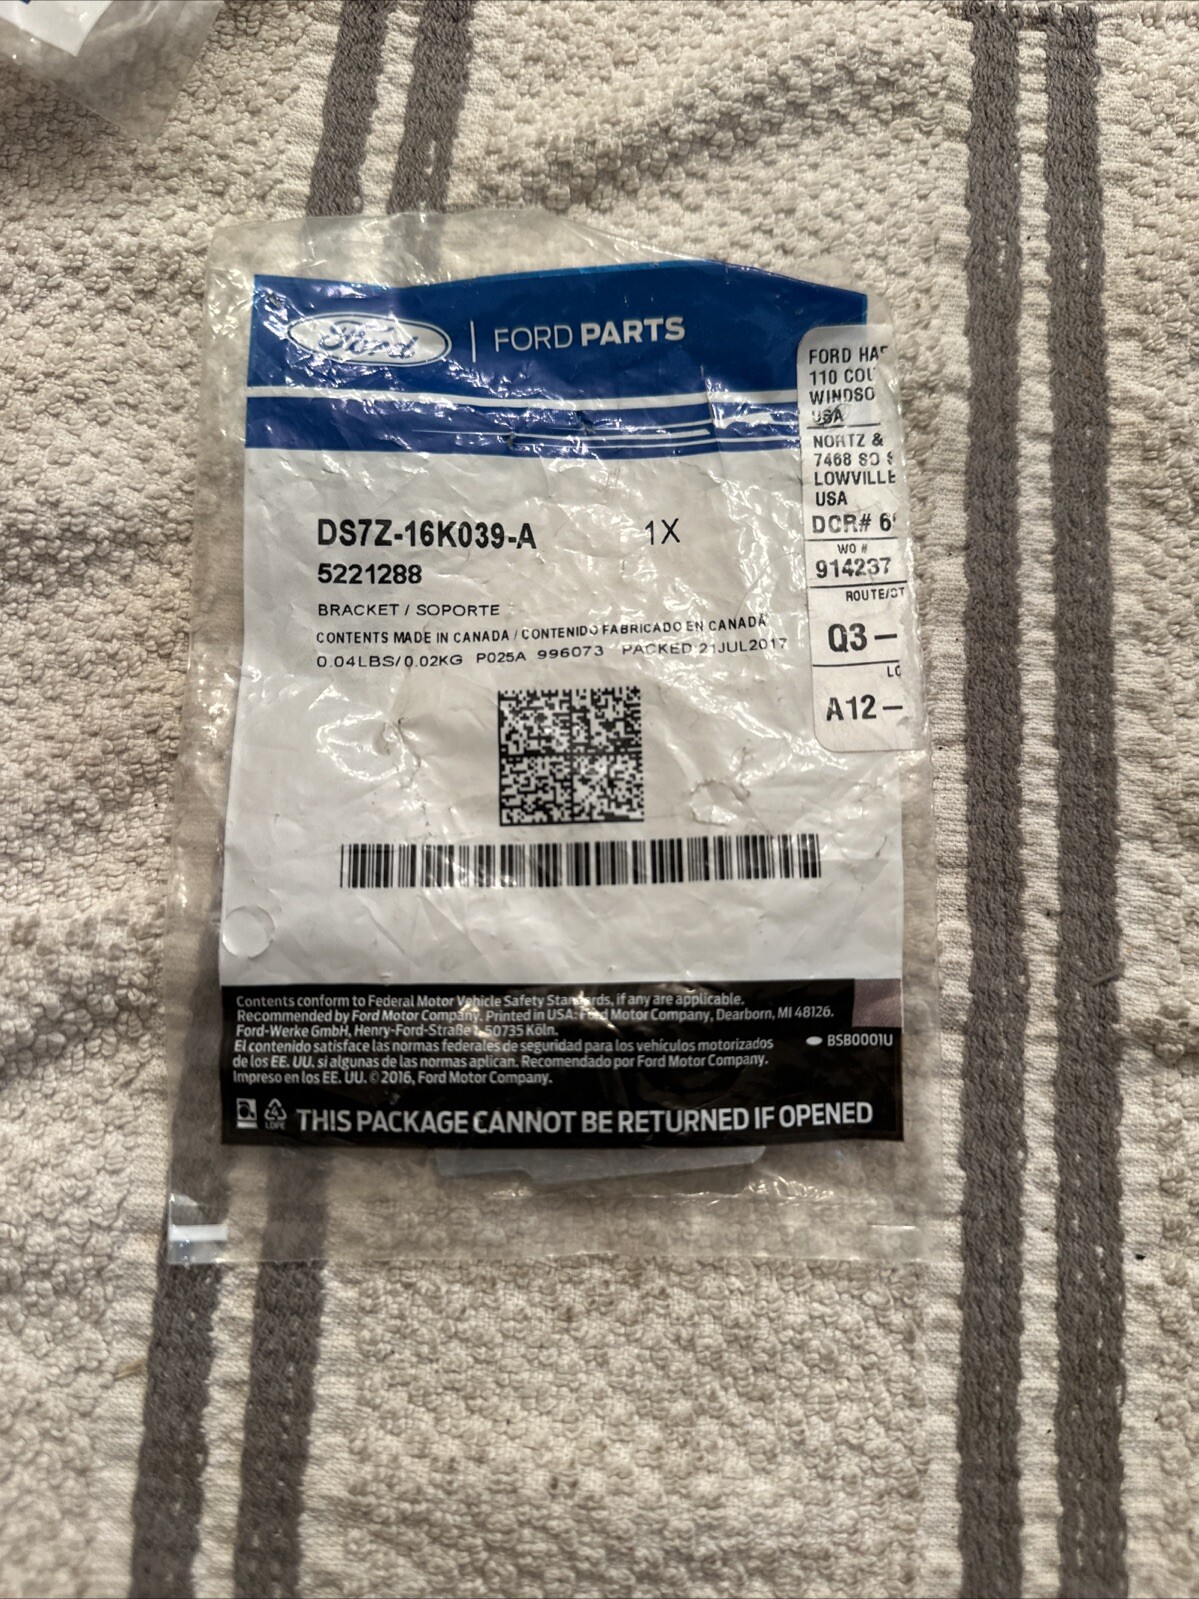 Ford | FORD PARTS
FORD HAR
110 COU
WINDSO
USA
NORTZ &
7468 SO S
LOWVILLE
USA
DCR# 6
WO #
914237
ROUTE/ST
Q3 –
LO
A12 –
DS7Z-16K039-A 1X
5221288
BRACKET / SOPORTE
CONTENTS MADE IN CANADA / CONTENIDO FABRICADO EN CANADA
0.04LBS/0.02KG P025A 996073 PACKED:21JUL2017
Contents conform to Federal Motor Vehicle Safety Standards, if any are applicable.
Recommended by Ford Motor Company. Printed in USA: Ford Motor Company, Dearborn, MI 48126.
Ford-Werke GmbH, Henry-Ford-Straße 1, 50735 Köln.
El contenido satisface las normas federales de seguridad para los vehículos motorizados
de los EE. UU. si algunas de las normas aplican. Recomendado por Ford Motor Company.
Impreso en los EE. UU. © 2016, Ford Motor Company.
BSB0001U
4
LDPE
THIS PACKAGE CANNOT BE RETURNED IF OPENED